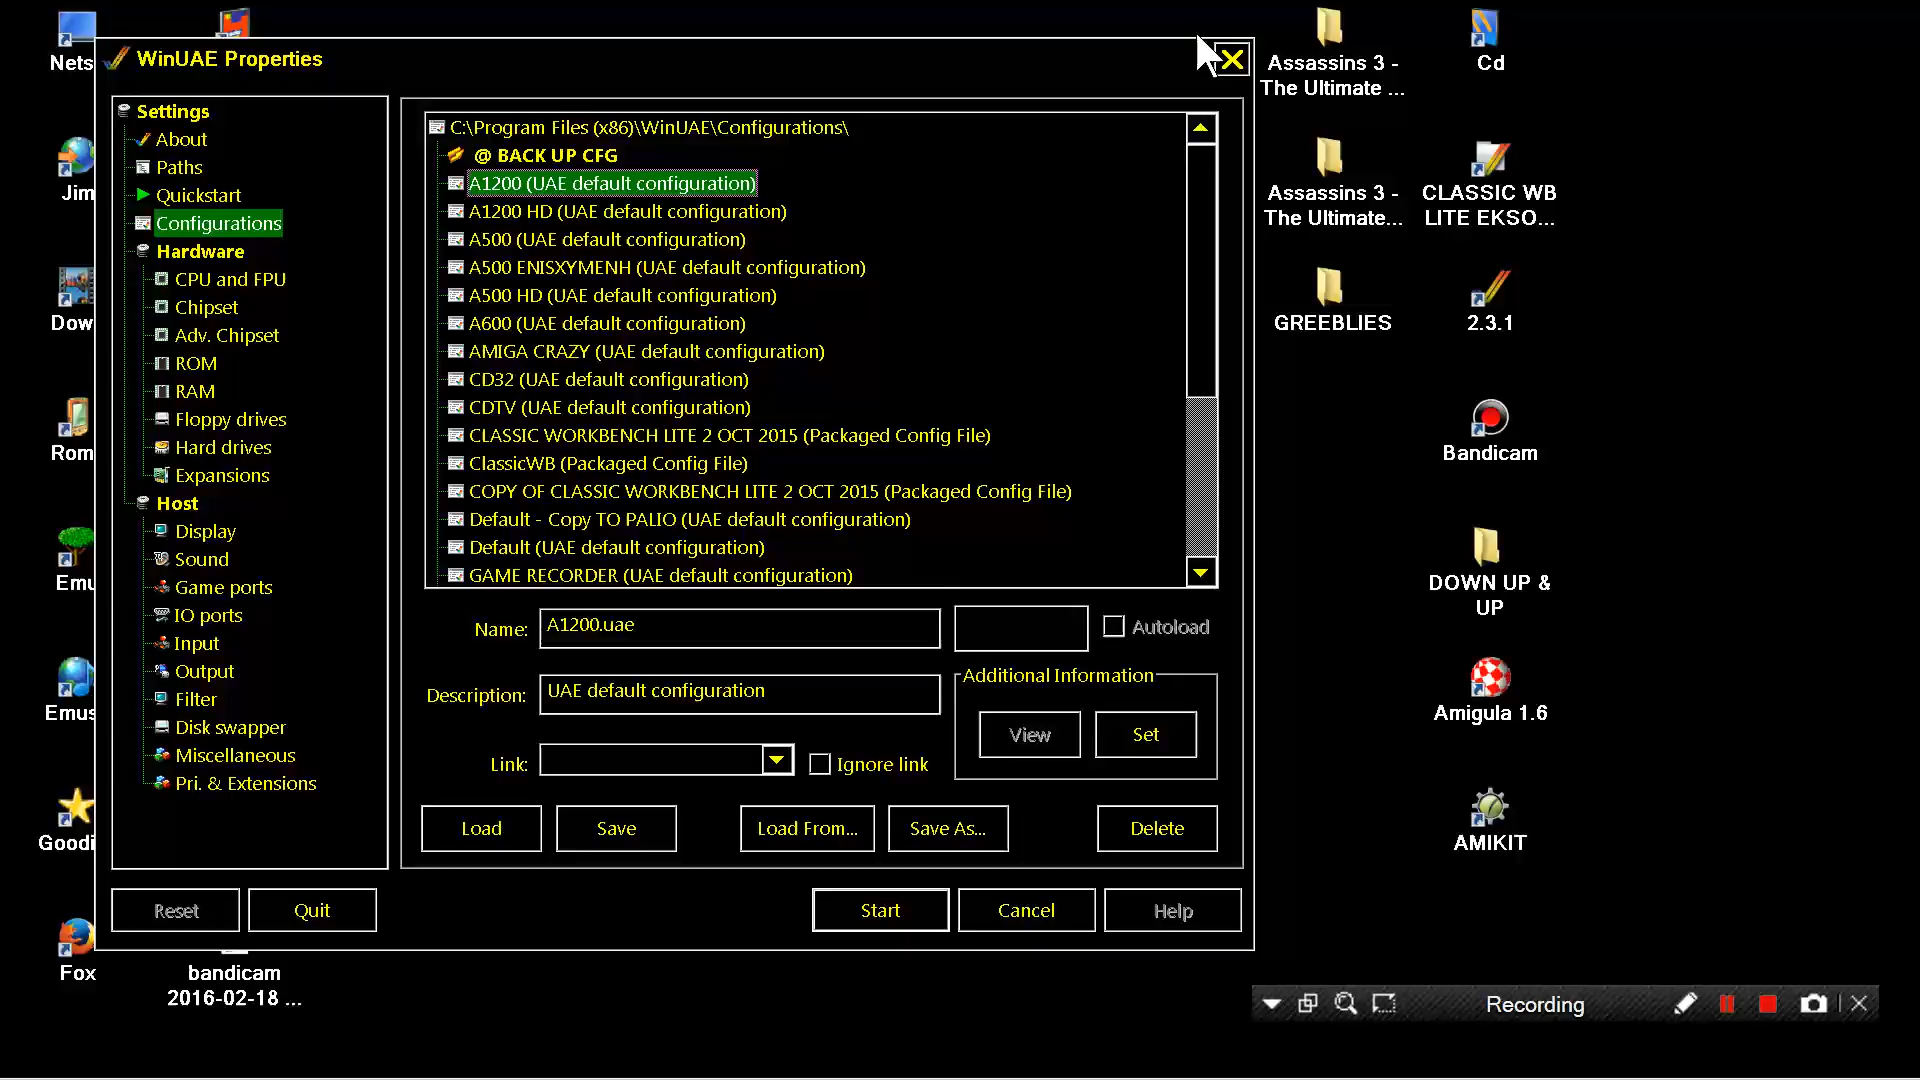 Nets
WinUAE Properties
Settings
About
Paths
Quickstart
Configurations
Hardware
CPU and FPU
Chipset
Adv. Chipset
ROM
RAM
Floppy drives
Hard drives
Expansions
Host
Display
Sound
Game ports
IO ports
Input
Output
Filter
Disk swapper
Miscellaneous
Pri. & Extensions
Reset
Quit
C:\Program Files (x86)\WinUAE\Configurations\
@ BACK UP CFG
A1200 (UAE default configuration)
A1200 HD (UAE default configuration)
A500 (UAE default configuration)
A500 ENISXYMENH (UAE default configuration)
A500 HD (UAE default configuration)
A600 (UAE default configuration)
AMIGA CRAZY (UAE default configuration)
CD32 (UAE default configuration)
CDTV (UAE default configuration)
CLASSIC WORKBENCH LITE 2 OCT 2015 (Packaged Config File)
ClassicWB (Packaged Config File)
COPY OF CLASSIC WORKBENCH LITE 2 OCT 2015 (Packaged Config File)
Default - Copy TO PALIO (UAE default configuration)
Default (UAE default configuration)
GAME RECORDER (UAE default configuration)
Name: A1200.uae
Autoload
Description: UAE default configuration
Additional Information
View
Set
Link:
Ignore link
Load
Save
Load From...
Save As...
Delete
Start
Cancel
Help
Jim
Dow
Rom
Emu
Emus
Goodi
Fox
bandicam
2016-02-18 ...
Assassins 3 -
The Ultimate ...
Cd
Assassins 3 -
The Ultimate...
CLASSIC WB
LITE EKSO...
GREEBLIES
2.3.1
Bandicam
DOWN UP &
UP
Amigula 1.6
AMIKIT
Recording